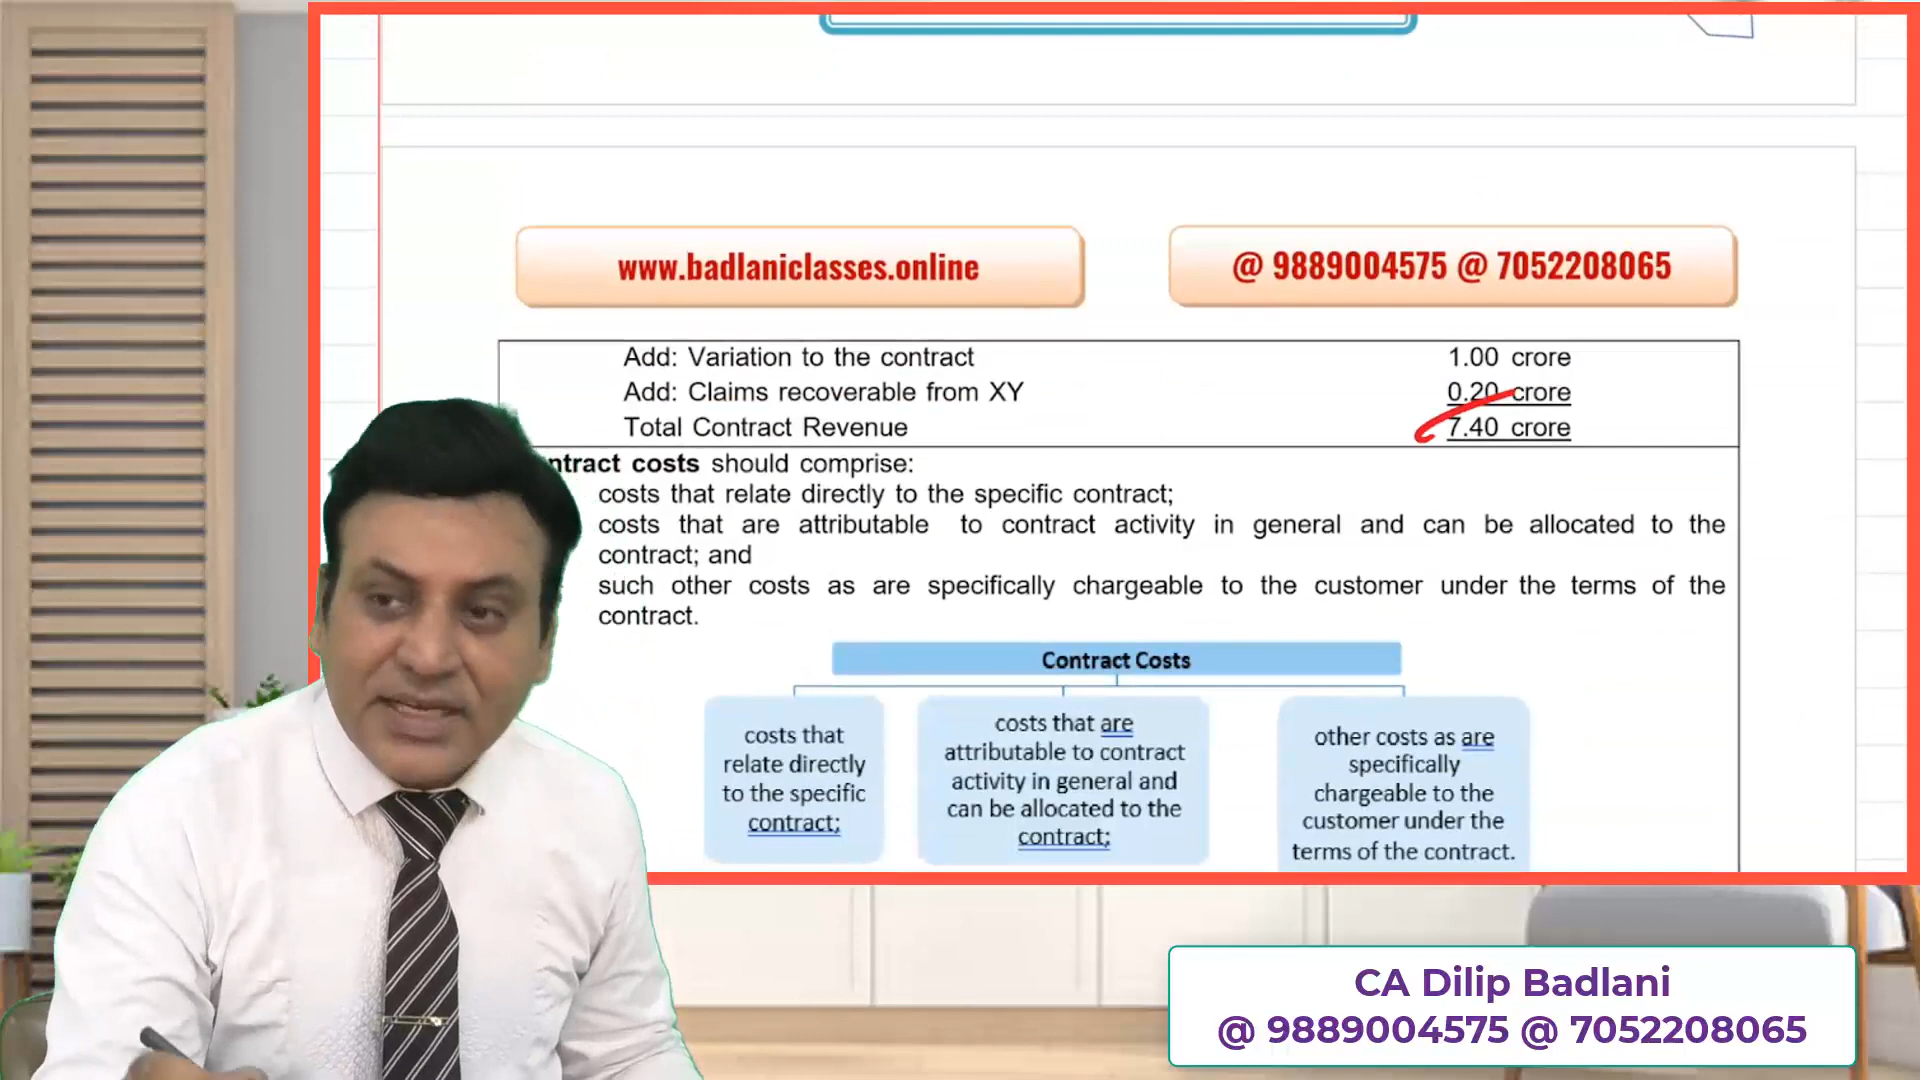 www.badlaniclasses.online
@ 9889004575 @ 7052208065
Add: Variation to the contract 1.00 crore
Add: Claims recoverable from XY 0.20 crore
Total Contract Revenue 7.40 crore
costs should comprise:
costs that relate directly to the specific contract;
costs that are attributable to contract activity in general and can be allocated to the
contract; and
such other costs as are specifically chargeable to the customer under the terms of the
contract.
Contract Costs
costs that
relate directly
to the specific
contract;
costs that are
attributable to contract
activity in general and
can be allocated to the
contract;
other costs as are
specifically
chargeable to the
customer under the
terms of the contract.
CA Dilip Badlani
@ 9889004575 @ 7052208065